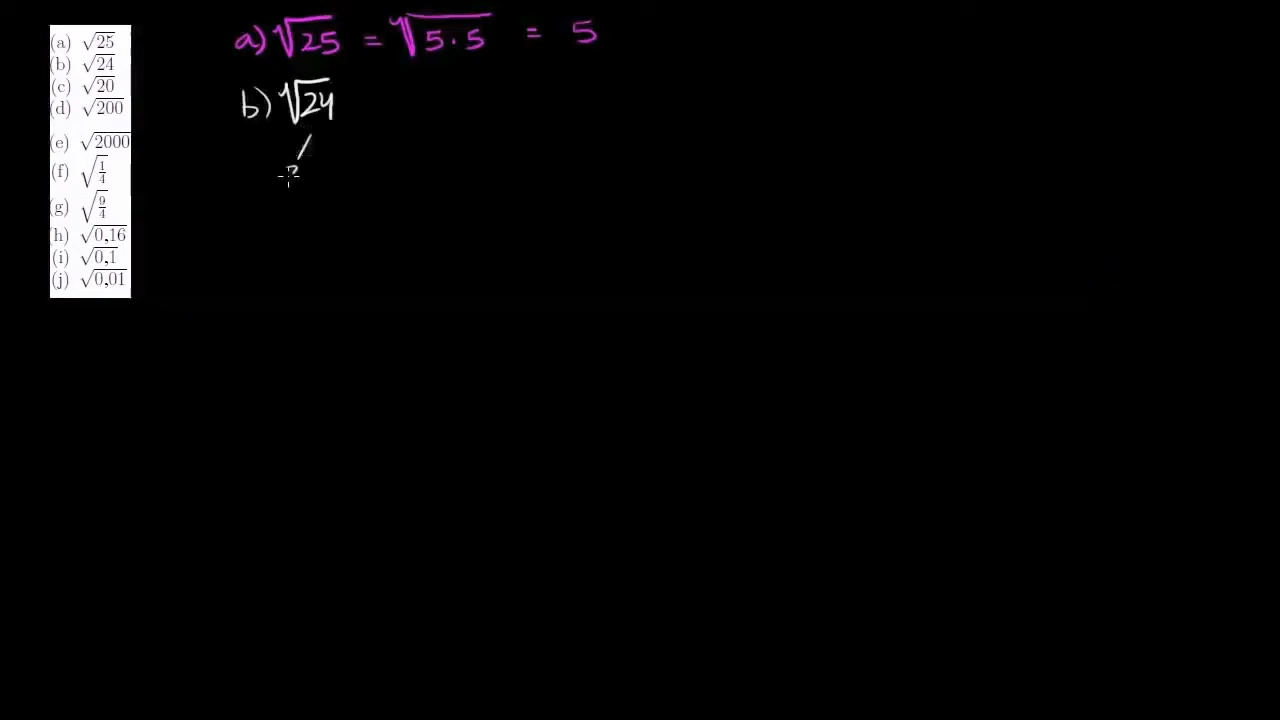 (a) √25
(b) √24
(c) √20
(d) √200
(e) √2000
(f) √1/4
(g) √9/4
(h) √0,16
(i) √0,1
(j) √0,01
a) √25 = √5·5 = 5
b) √24